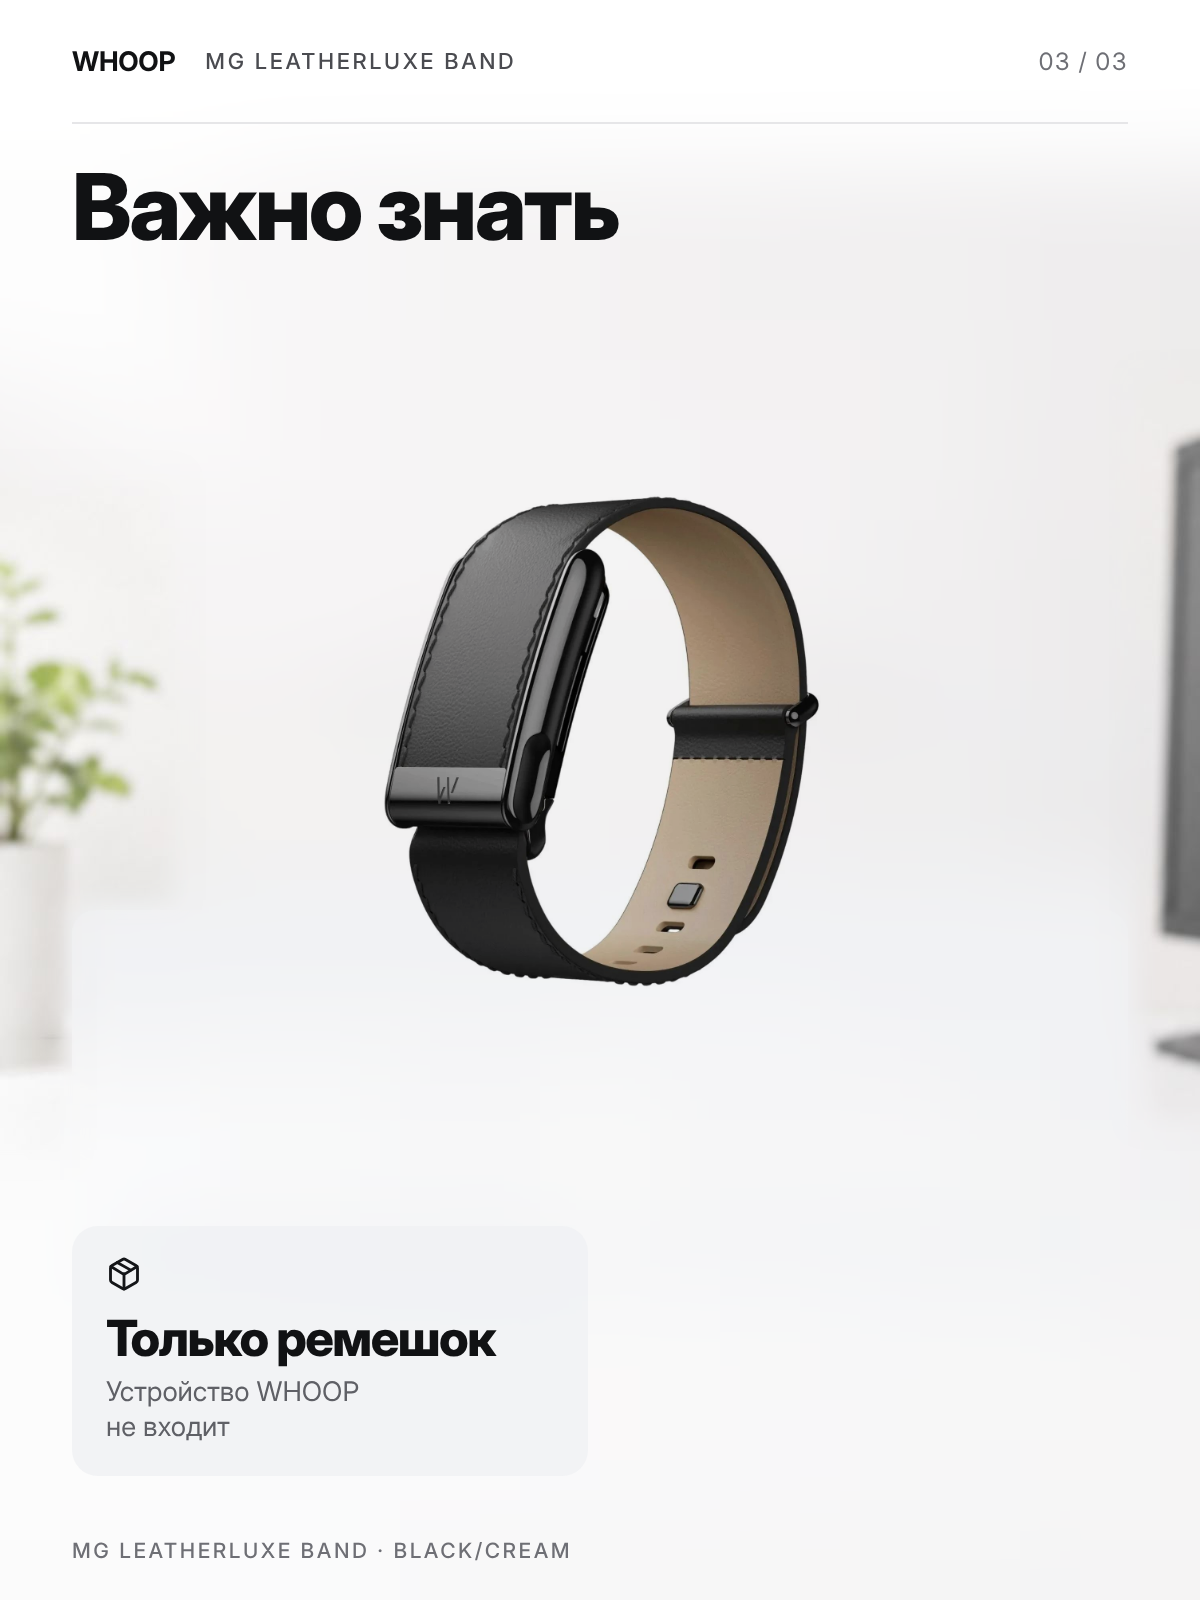 WHOOP MG LEATHERLUXE BAND 03 / 03
Важно знать
W
Только ремешок
Устройство WHOOP
не входит
MG LEATHERLUXE BAND · BLACK/CREAM